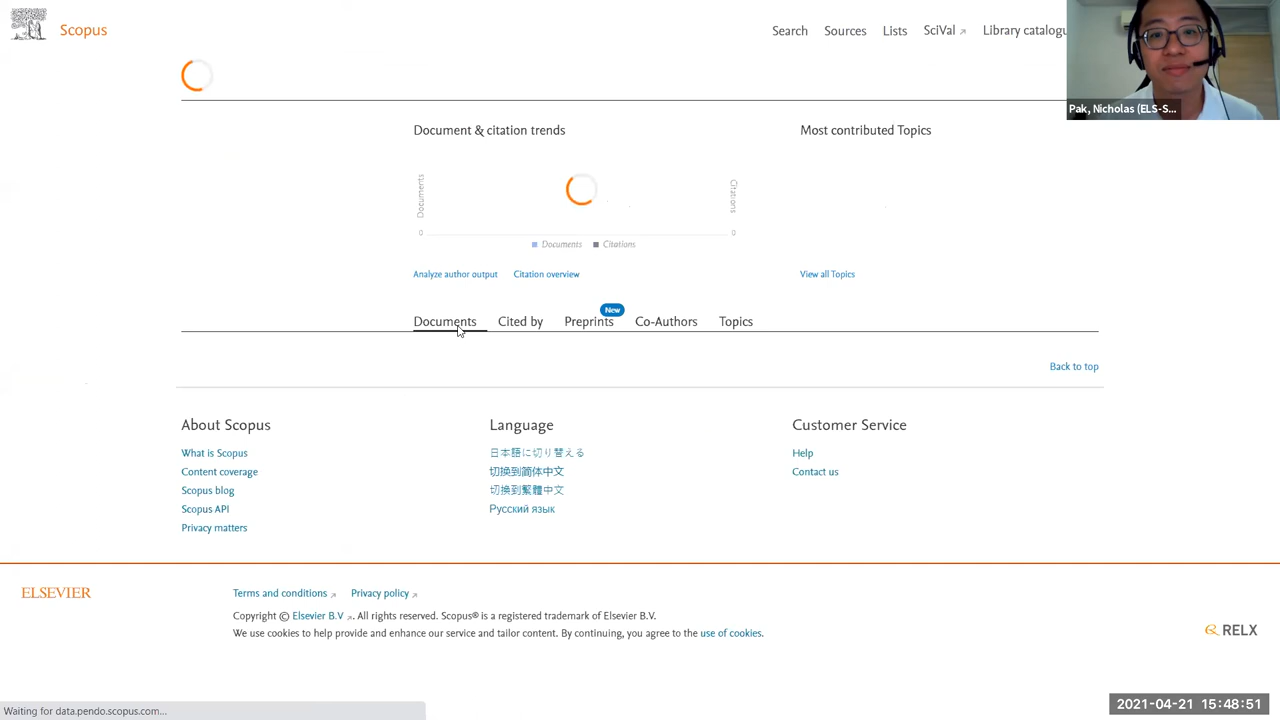 Scopus
Search Sources Lists SciVal Library catalogu
Pak, Nicholas (ELS-S...
Document & citation trends
Most contributed Topics
Documents
Citations
0 0
Documents Citations
Analyze author output Citation overview
View all Topics
New
Documents Cited by Preprints Co-Authors Topics
Back to top
About Scopus
What is Scopus
Content coverage
Scopus blog
Scopus API
Privacy matters
Language
日本語に切り替える
切换到简体中文
切換到繁體中文
Русский язык
Customer Service
Help
Contact us
ELSEVIER
Terms and conditions Privacy policy
Copyright © Elsevier B.V. All rights reserved. Scopus® is a registered trademark of Elsevier B.V.
We use cookies to help provide and enhance our service and tailor content. By continuing, you agree to the use of cookies.
RELX
Waiting for data.pendo.scopus.com...
2021-04-21 15:48:51